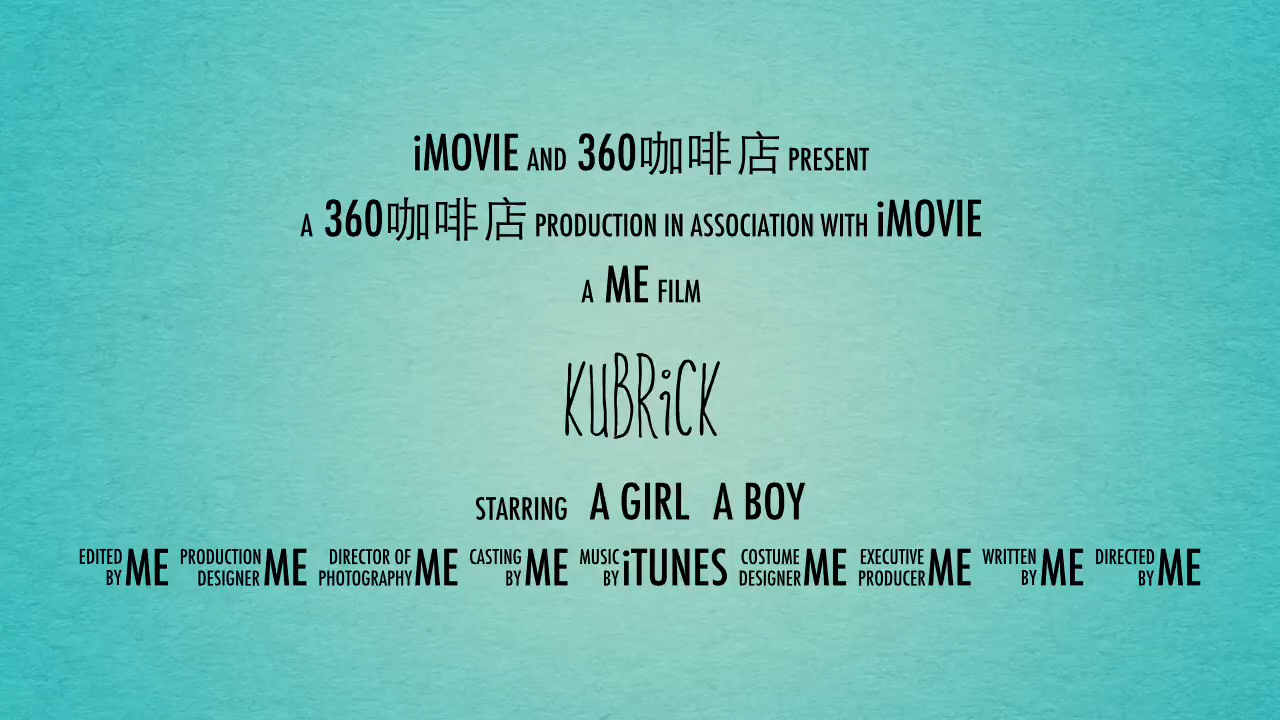 iMOVIE AND 360咖啡店 PRESENT
A 360咖啡店 PRODUCTION IN ASSOCIATION WITH iMOVIE
A ME FILM
KUBRiCK
STARRING A GIRL A BOY
EDITED BY ME PRODUCTION DESIGNER ME DIRECTOR OF PHOTOGRAPHY ME CASTING BY ME MUSIC BY iTUNES COSTUME DESIGNER ME EXECUTIVE PRODUCER ME WRITTEN BY ME DIRECTED BY ME